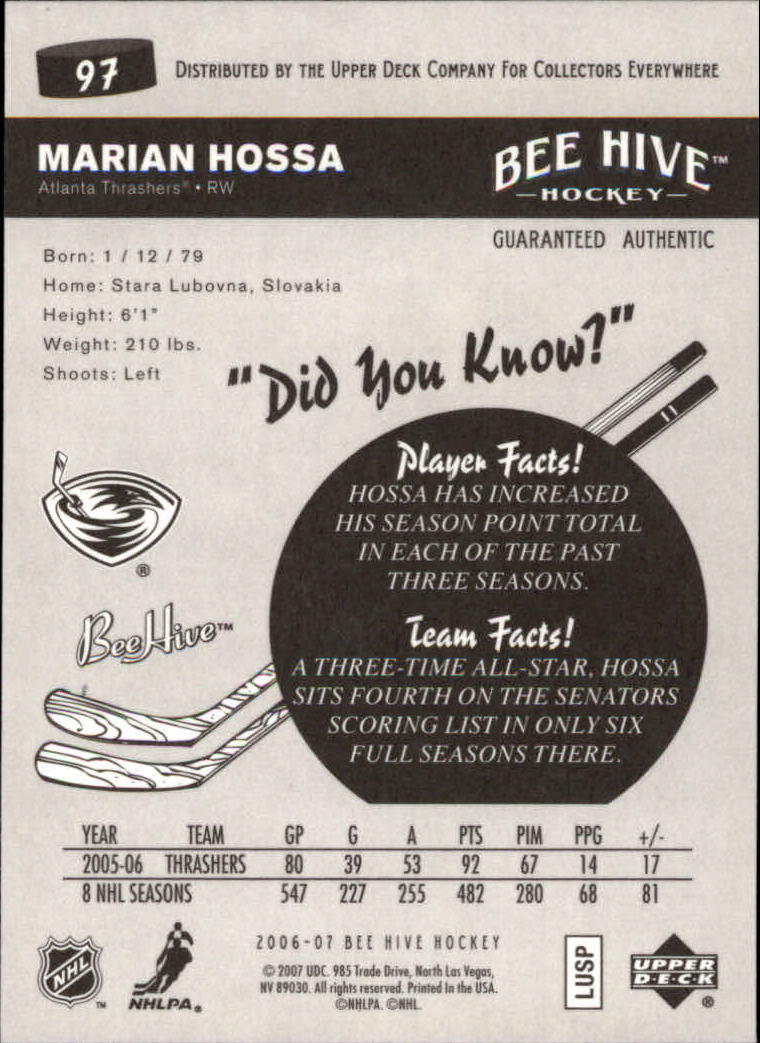 97
DISTRIBUTED BY THE UPPER DECK COMPANY FOR COLLECTORS EVERYWHERE
MARIAN HOSSA
Atlanta Thrashers® • RW
BEE HIVE™
HOCKEY
GUARANTEED AUTHENTIC
Born: 1 / 12 / 79
Home: Stara Lubovna, Slovakia
Height: 6'1"
Weight: 210 lbs.
Shoots: Left
"Did You Know?"
Player Facts!
HOSSA HAS INCREASED
HIS SEASON POINT TOTAL
IN EACH OF THE PAST
THREE SEASONS.
®
BeeHive™
Team Facts!
A THREE-TIME ALL-STAR, HOSSA
SITS FOURTH ON THE SENATORS
SCORING LIST IN ONLY SIX
FULL SEASONS THERE.
YEAR TEAM GP G A PTS PIM PPG +/-
2005-06 THRASHERS 80 39 53 92 67 14 17
8 NHL SEASONS 547 227 255 482 280 68 81
2006-07 BEE HIVE HOCKEY
© 2007 UDC. 985 Trade Drive, North Las Vegas,
NV 89030. All rights reserved. Printed In the USA.
©NHLPA. ©NHL.
NHL ™
NHLPA®
LUSP
UPPER DECK ®